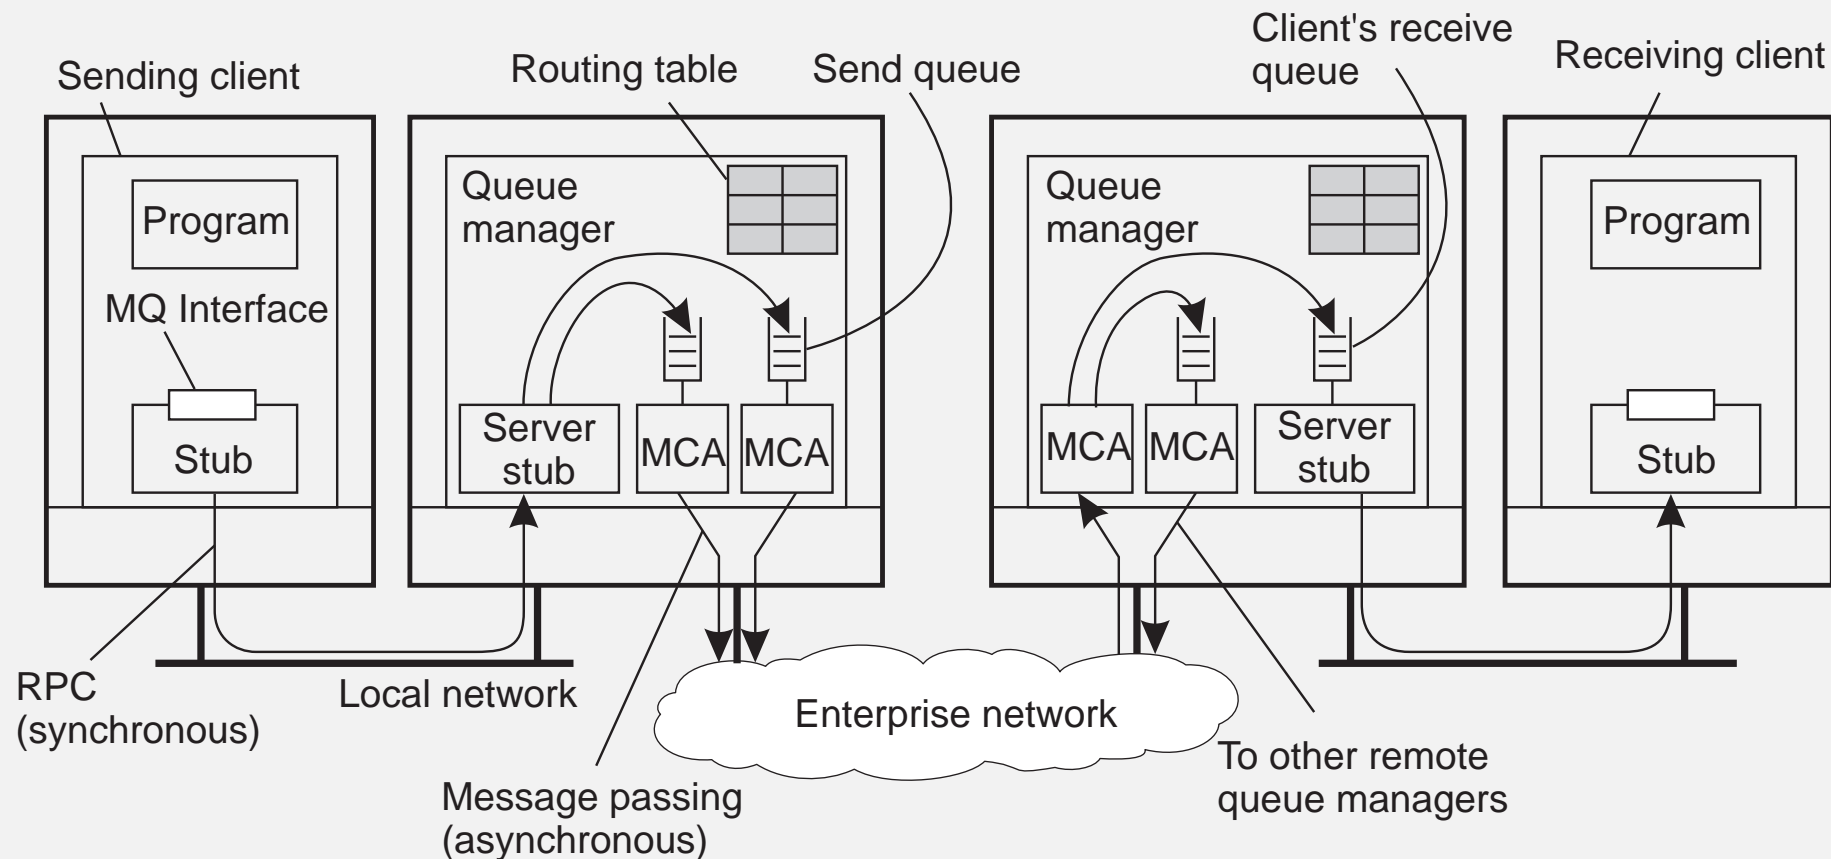 Sending client
Routing table
Send queue
Client's receive
queue
Receiving client
Program
MQ Interface
Stub
Queue
manager
Server
stub
MCA
MCA
Queue
manager
MCA
MCA
Server
stub
Program
Stub
RPC
(synchronous)
Local network
Enterprise network
Message passing
(asynchronous)
To other remote
queue managers